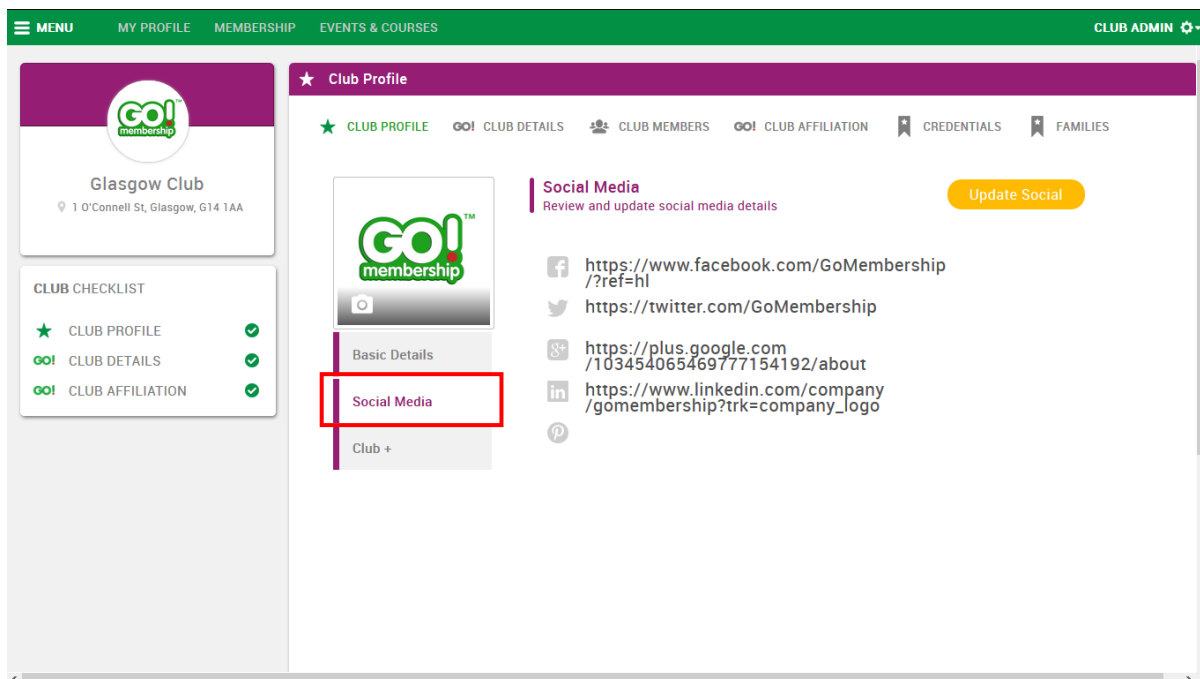 MENU MY PROFILE MEMBERSHIP EVENTS & COURSES CLUB ADMIN
GO!™
membership
Glasgow Club
1 O'Connell St, Glasgow, G14 1AA
CLUB CHECKLIST
CLUB PROFILE
GO! CLUB DETAILS
GO! CLUB AFFILIATION
Club Profile
CLUB PROFILE GO! CLUB DETAILS CLUB MEMBERS GO! CLUB AFFILIATION CREDENTIALS FAMILIES
GO!™
membership
Basic Details
Social Media
Club +
Social Media
Review and update social media details
Update Social
https://www.facebook.com/GoMembership
/?ref=hl
https://twitter.com/GoMembership
https://plus.google.com
/103454065469777154192/about
https://www.linkedin.com/company
/gomembership?trk=company_logo